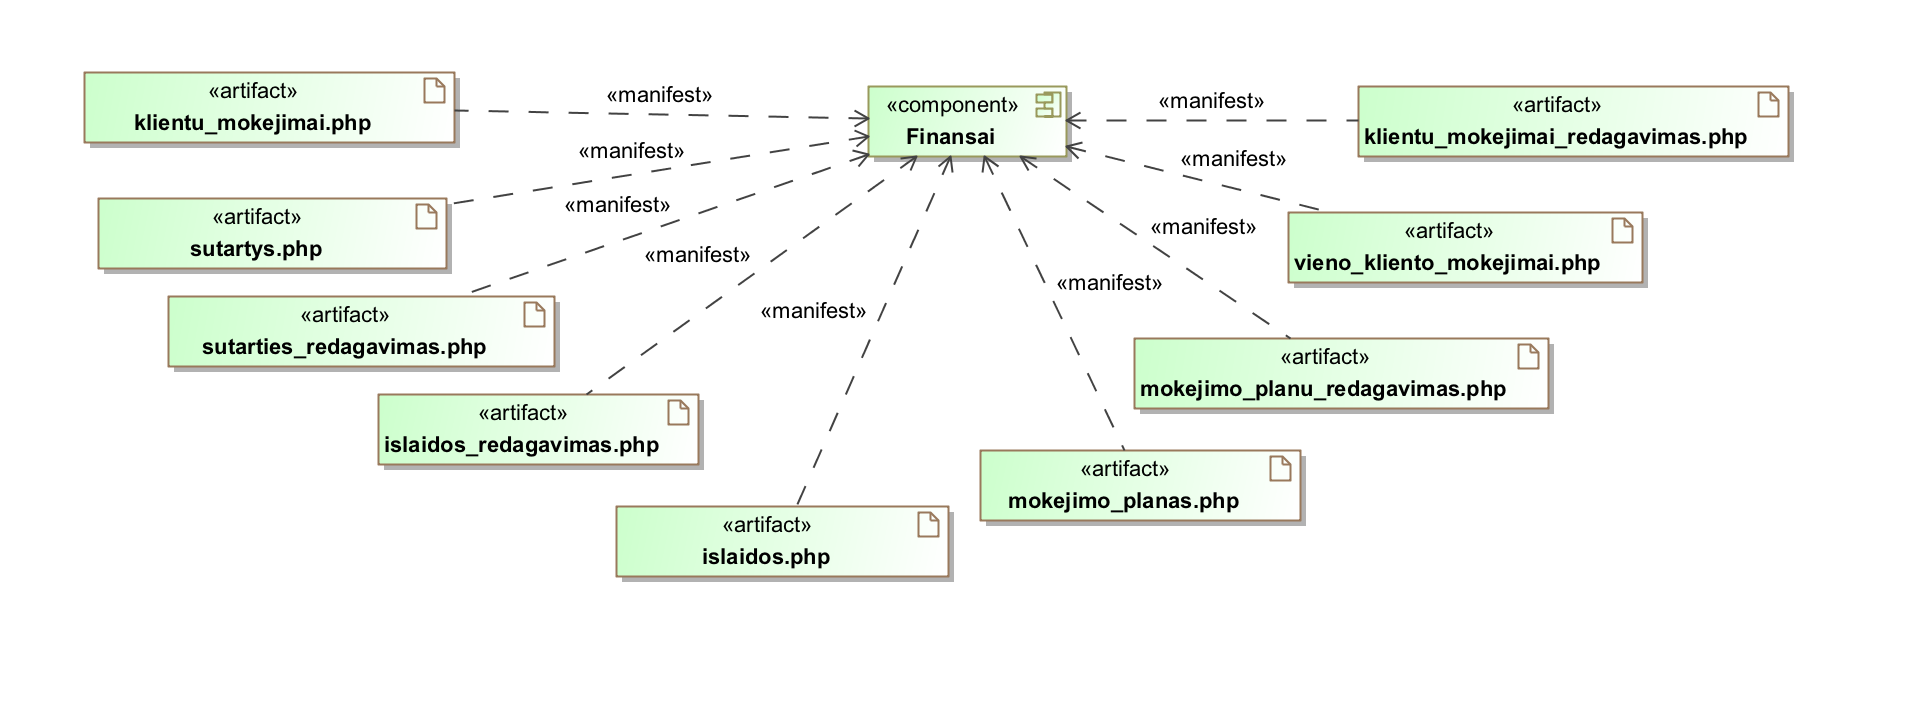 «artifact»
klientu_mokejimai.php
«manifest»
«component»
Finansai
«manifest»
«artifact»
klientu_mokejimai_redagavimas.php
«manifest»
«manifest»
«artifact»
sutartys.php
«manifest»
«manifest»
«artifact»
vieno_kliento_mokejimai.php
«manifest»
«manifest»
«artifact»
sutarties_redagavimas.php
«manifest»
«artifact»
mokejimo_planu_redagavimas.php
«artifact»
islaidos_redagavimas.php
«artifact»
mokejimo_planas.php
«artifact»
islaidos.php